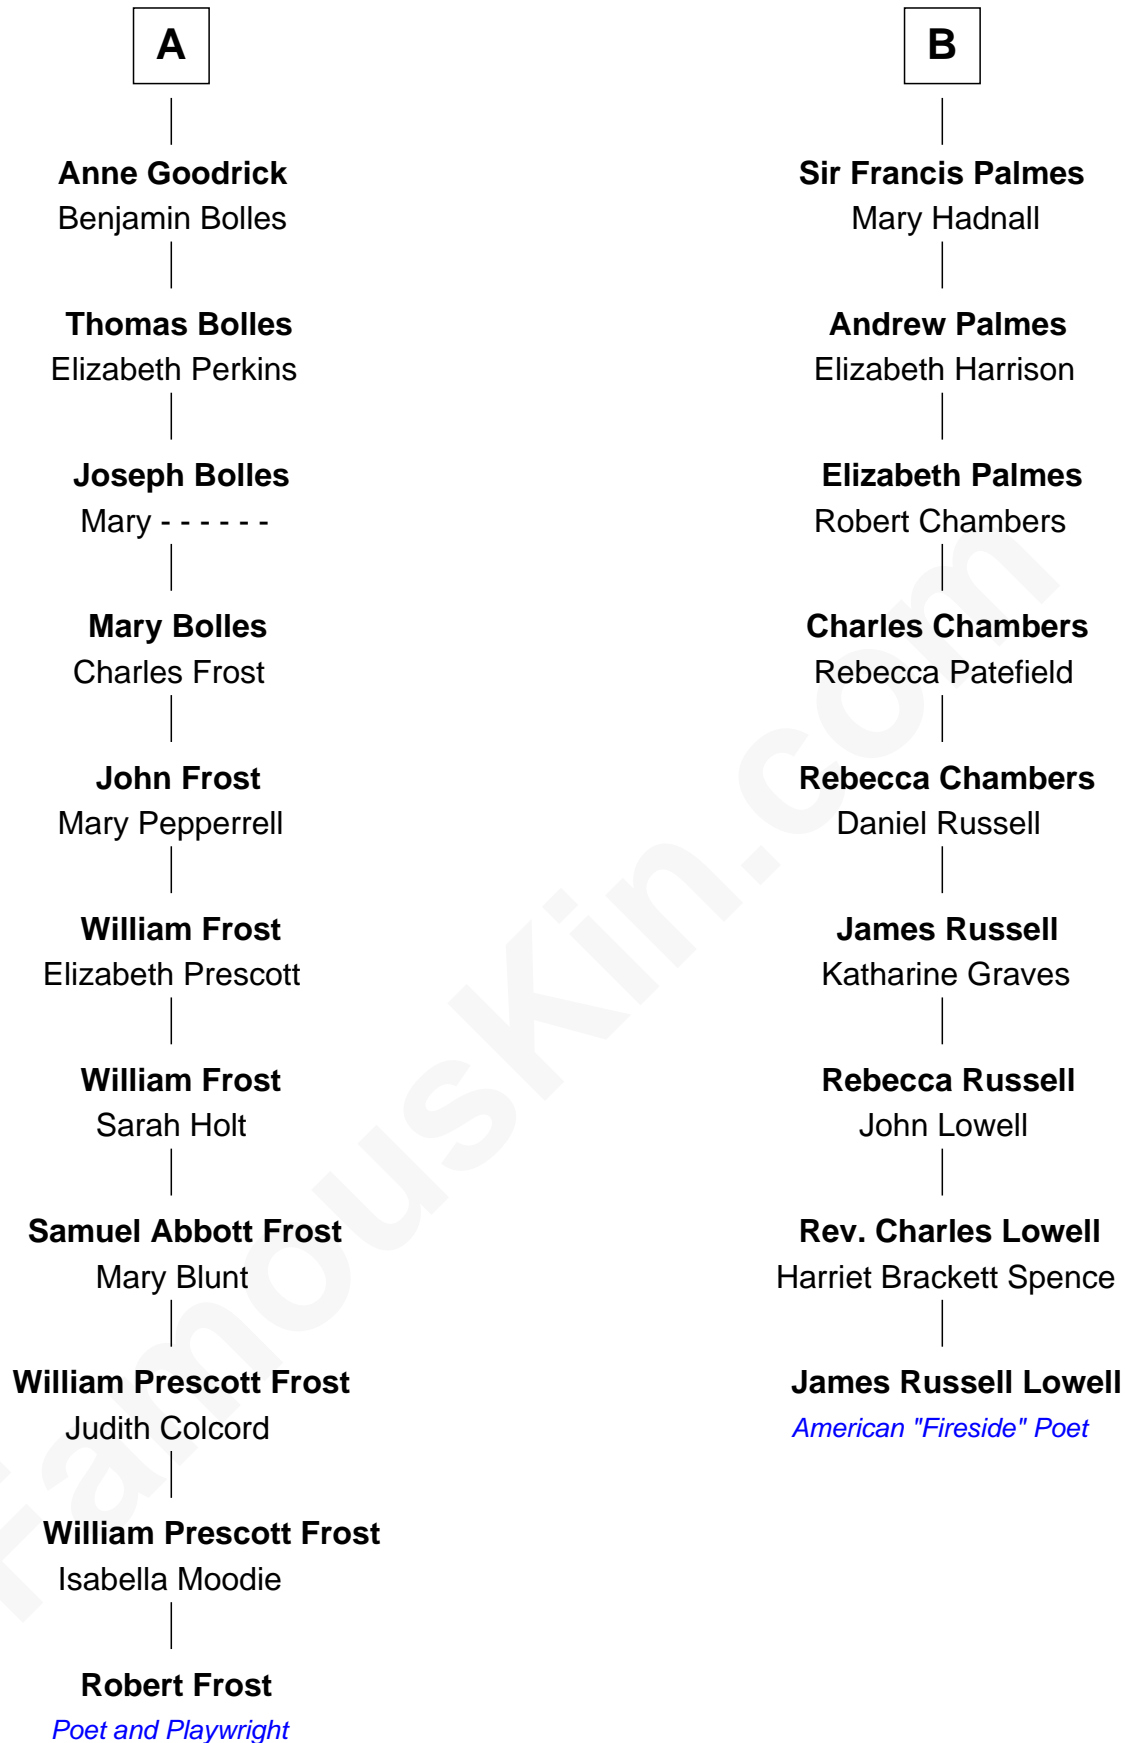 A
Anne Goodrick
Benjamin Bolles
Thomas Bolles
Elizabeth Perkins
Joseph Bolles
Mary - - - - - -
Mary Bolles
Charles Frost
John Frost
Mary Pepperrell
William Frost
Elizabeth Prescott
William Frost
Sarah Holt
Samuel Abbott Frost
Mary Blunt
William Prescott Frost
Judith Colcord
William Prescott Frost
Isabella Moodie
Robert Frost
Poet and Playwright
B
Sir Francis Palmes
Mary Hadnall
Andrew Palmes
Elizabeth Harrison
Elizabeth Palmes
Robert Chambers
Charles Chambers
Rebecca Patefield
Rebecca Chambers
Daniel Russell
James Russell
Katharine Graves
Rebecca Russell
John Lowell
Rev. Charles Lowell
Harriet Brackett Spence
James Russell Lowell
American "Fireside" Poet
FamousKin.com